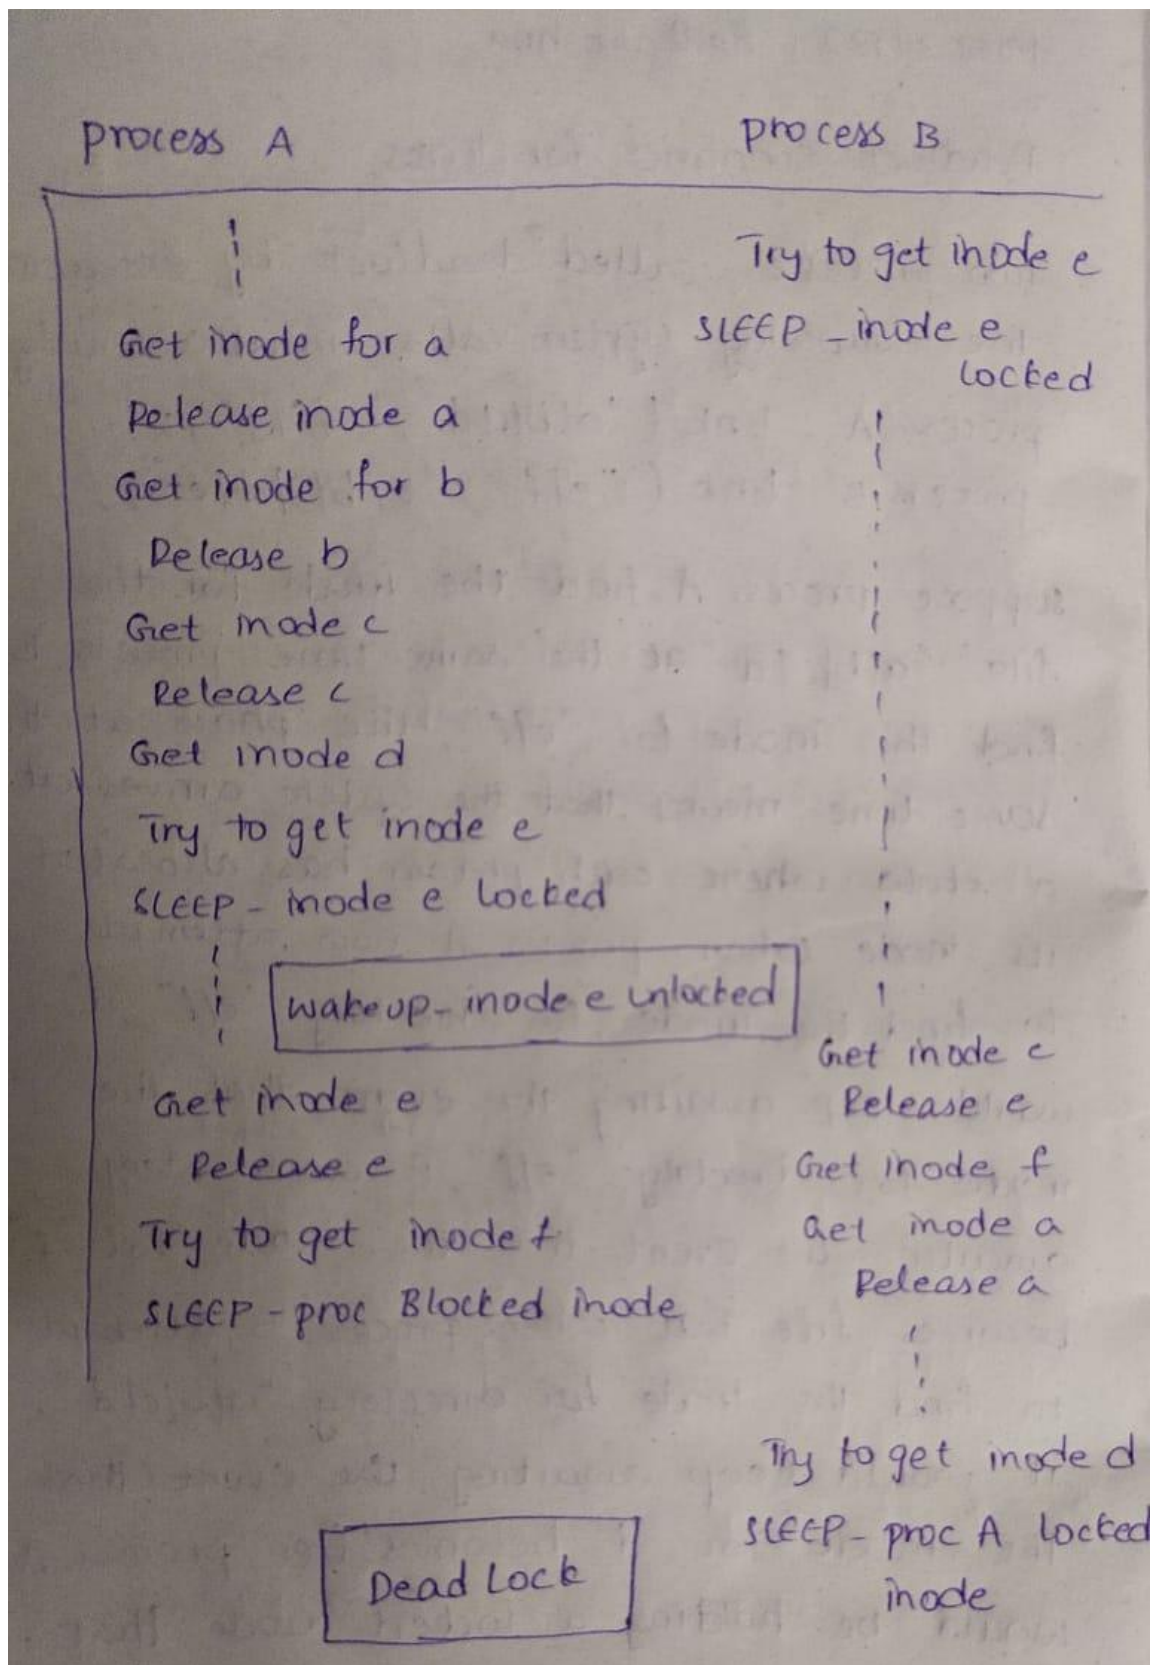 process A
process B
Try to get inode e
SLEEP - inode e
locked
Get inode for a
Release inode a
Get inode for b
Release b
Get inode c
Release c
Get inode d
Try to get inode e
SLEEP - inode e locked
wakeup - inode e unlocked
Get inode e
Release e
Try to get inode f
SLEEP - proc Blocked inode
Get inode e
Release e
Get inode f
Get inode a
Release a
Try to get inode d
SLEEP - proc A locked
inode
Dead Lock